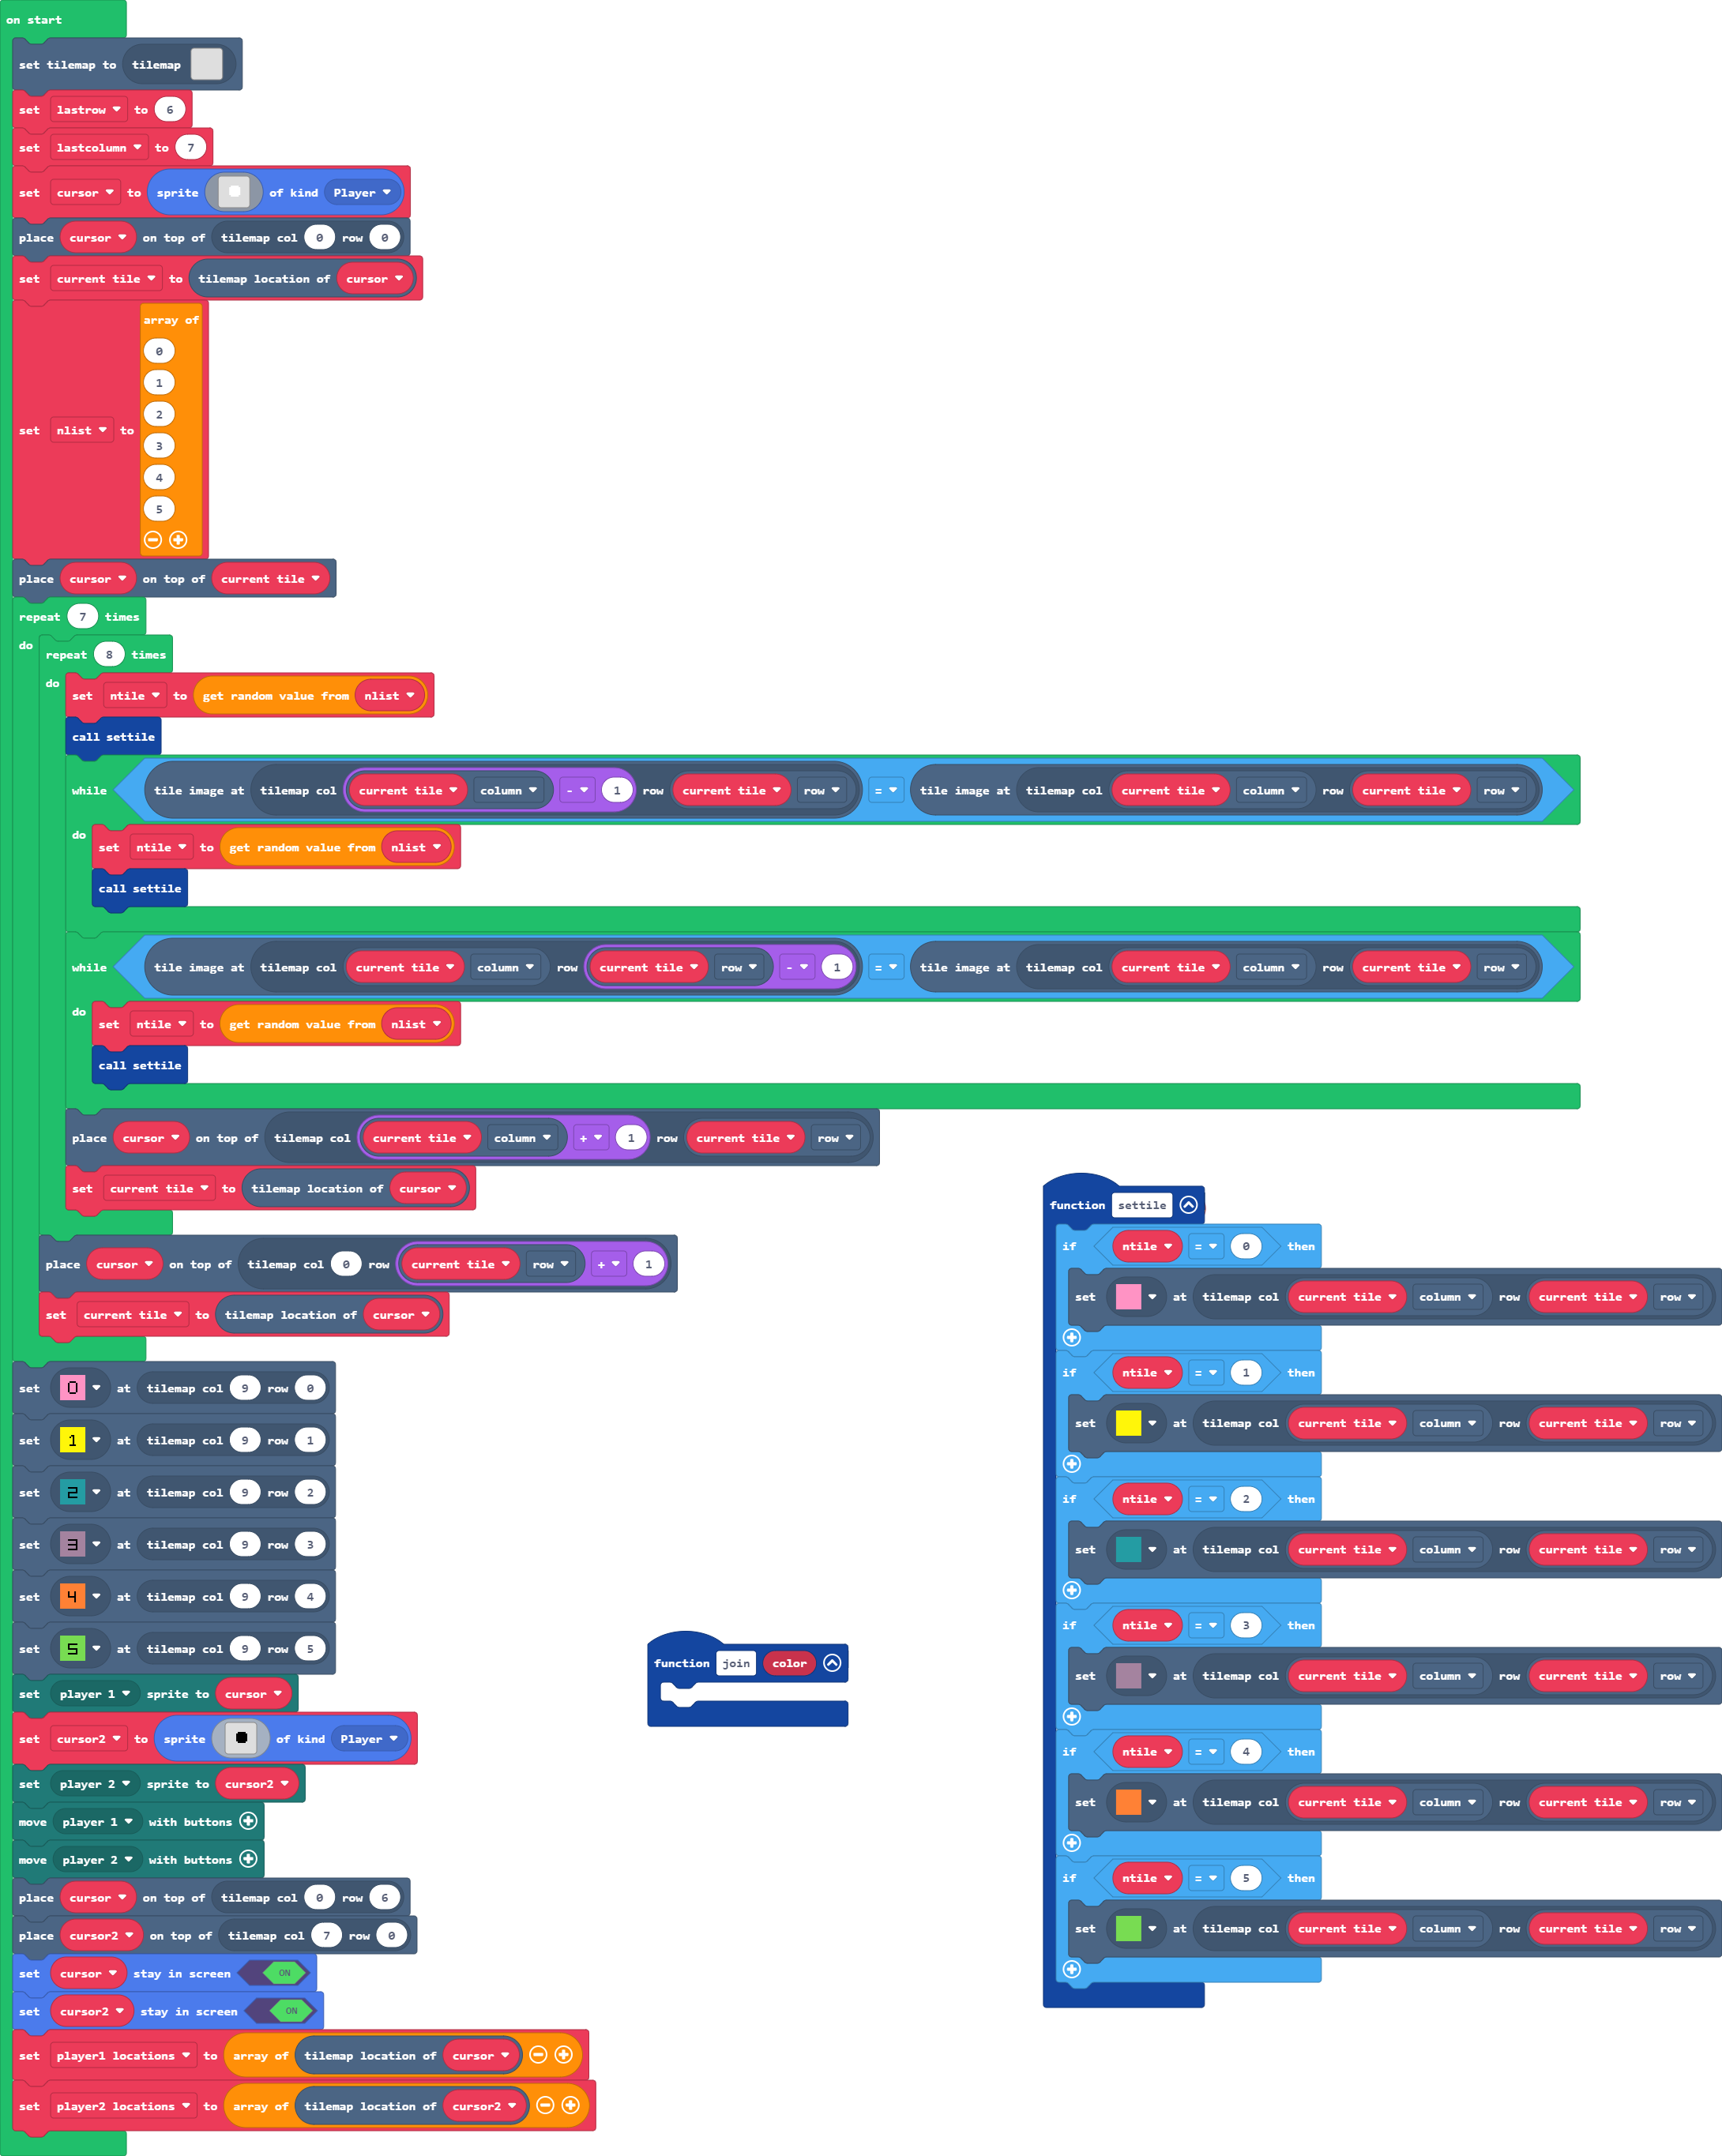 on start
set tilemap to tilemap
set lastrow to 6
set lastcolumn to 7
set cursor to sprite of kind Player
place cursor on top of tilemap col 0 row 0
set current tile to tilemap location of cursor
set nlist to array of
0
1
2
3
4
5
place cursor on top of current tile
repeat 7 times
do
repeat 8 times
do
set ntile to get random value from nlist
call settile
while tile image at tilemap col current tile column - 1 row current tile row = tile image at tilemap col current tile column row current tile row
do
set ntile to get random value from nlist
call settile
while tile image at tilemap col current tile column row current tile row - 1 = tile image at tilemap col current tile column row current tile row
do
set ntile to get random value from nlist
call settile
place cursor on top of tilemap col current tile column + 1 row current tile row
set current tile to tilemap location of cursor
place cursor on top of tilemap col 0 row current tile row + 1
set current tile to tilemap location of cursor
set 0 at tilemap col 9 row 0
set 1 at tilemap col 9 row 1
set 2 at tilemap col 9 row 2
set 3 at tilemap col 9 row 3
set 4 at tilemap col 9 row 4
set 5 at tilemap col 9 row 5
set player 1 sprite to cursor
set cursor2 to sprite of kind Player
set player 2 sprite to cursor2
move player 1 with buttons
move player 2 with buttons
place cursor on top of tilemap col 0 row 6
place cursor2 on top of tilemap col 7 row 0
set cursor stay in screen ON
set cursor2 stay in screen ON
set player1 locations to array of tilemap location of cursor
set player2 locations to array of tilemap location of cursor2
function join color
function settile
if ntile = 0 then
set at tilemap col current tile column row current tile row
if ntile = 1 then
set at tilemap col current tile column row current tile row
if ntile = 2 then
set at tilemap col current tile column row current tile row
if ntile = 3 then
set at tilemap col current tile column row current tile row
if ntile = 4 then
set at tilemap col current tile column row current tile row
if ntile = 5 then
set at tilemap col current tile column row current tile row